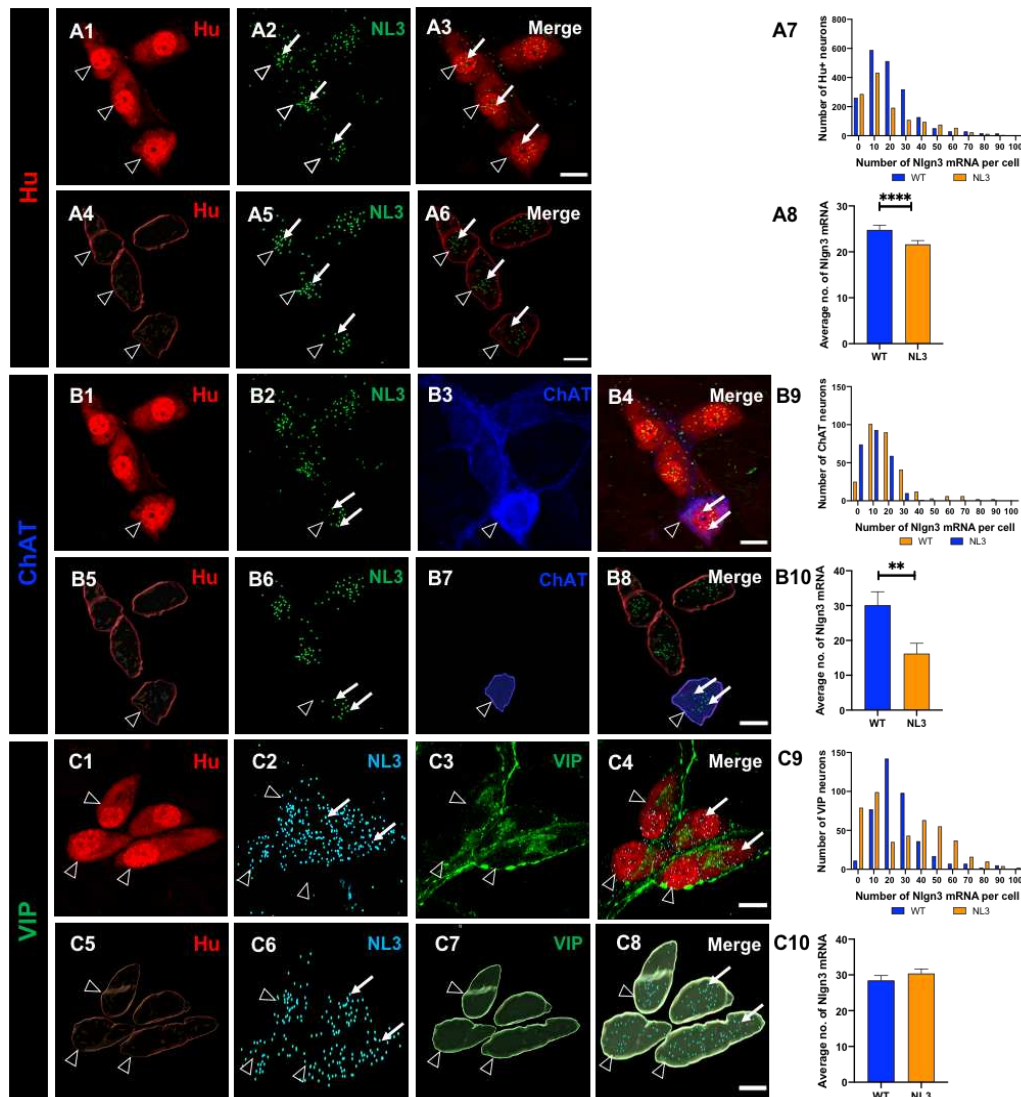 Hu
ChAT
VIP
A1 Hu
A2 NL3
A3 Merge
A4 Hu
A5 NL3
A6 Merge
A7
Number of Hu+ neurons
800
600
400
200
0
0 10 20 30 40 50 60 70 80 90 100
Number of Nlgn3 mRNA per cell
WT NL3
A8
Average no. of Nlgn3 mRNA
30
20
10
0
****
WT NL3
B1 Hu
B2 NL3
B3 ChAT
B4 Merge
B5 Hu
B6 NL3
B7 ChAT
B8 Merge
B9
Number of ChAT neurons
150
100
50
0
0 10 20 30 40 50 60 70 80 90 100
Number of Nlgn3 mRNA per cell
WT NL3
B10
Average no. of Nlgn3 mRNA
40
30
20
10
0
**
WT NL3
C1 Hu
C2 NL3
C3 VIP
C4 Merge
C5 Hu
C6 NL3
C7 VIP
C8 Merge
C9
Number of VIP neurons
150
100
50
0
0 10 20 30 40 50 60 70 80 90 100
Number of Nlgn3 mRNA per cell
WT NL3
C10
Average no. of Nlgn3 mRNA
40
30
20
10
0
WT NL3